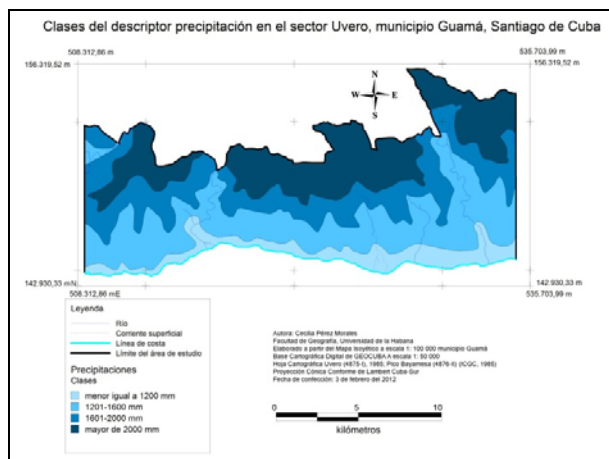 Clases del descriptor precipitación en el sector Uvero, municipio Guamá, Santiago de Cuba
508.312,86 m
535.703,99 m
156.319,52 m
156.319,52 m
N
W E
S
142.930,33 mN
142.930,33 m
508.312,86 mE
535.703,99 m
Leyenda
Río
Corriente superficial
Línea de costa
Límite del área de estudio
Precipitaciones
Clases
menor igual a 1200 mm
1201-1600 mm
1601-2000 mm
mayor de 2000 mm
Autora: Cecilia Pérez Morales
Facultad de Geografía, Universidad de la Habana
Elaborado a partir del Mapa Isoyético a escala 1: 100 000 municipio Guamá
Base Cartográfica Digital de GEOCUBA A escala 1: 50 000
Hoja Cartográfica Uvero (4875-I), 1985; Pico Bayamesa (4876-II) (ICGC, 1985)
Proyección Cónica Conforme de Lambert Cuba-Sur
Fecha de confección: 3 de febrero del 2012
0 5 10
kilómetros